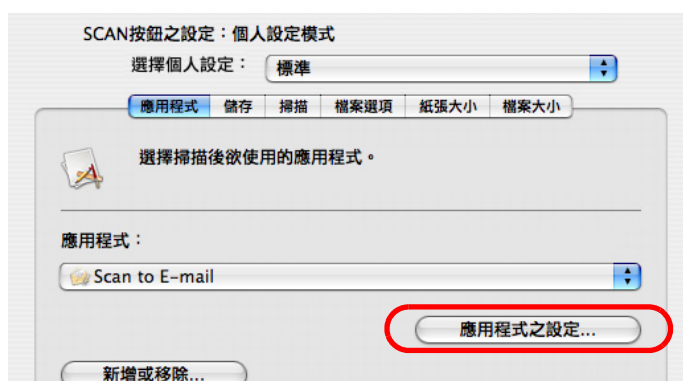 SCAN按鈕之設定：個人設定模式
選擇個人設定： 標準
應用程式 儲存 掃描 檔案選項 紙張大小 檔案大小
選擇掃描後欲使用的應用程式。
應用程式：
Scan to E-mail
應用程式之設定...
新增或移除...